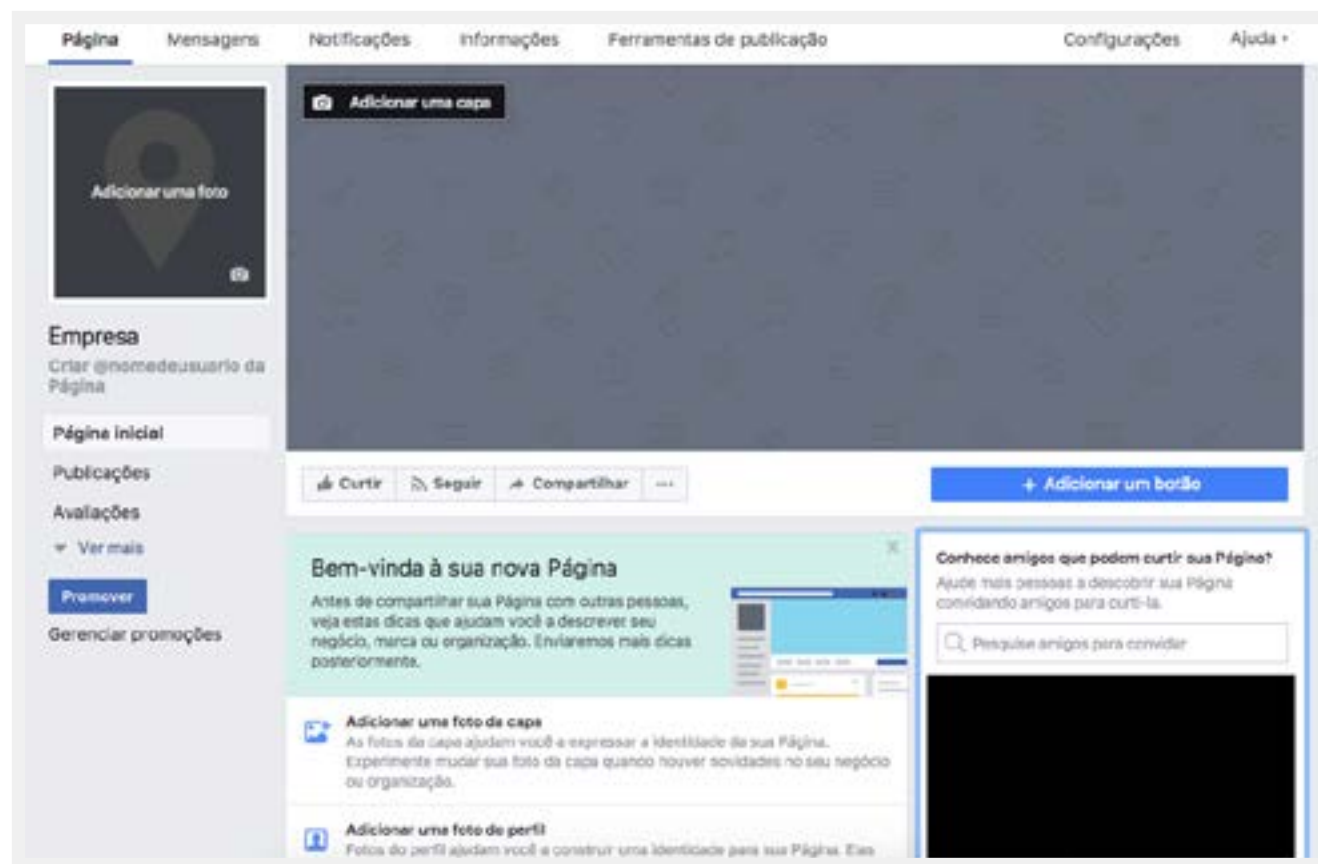 Página Mensagens Notificações Informações Ferramentas de publicação Configurações Ajuda
Adicionar uma capa
Adicionar uma foto
Empresa
Criar @nomedeusuario da
Página
Página inicial
Publicações
Avaliações
Ver mais
Promover
Gerenciar promoções
Curtir Seguir Compartilhar ...
+ Adicionar um botão
Bem-vinda à sua nova Página
Antes de compartilhar sua Página com outras pessoas,
veja estas dicas que ajudam você a descrever seu
negócio, marca ou organização. Enviaremos mais dicas
posteriormente.
Adicionar uma foto da capa
As fotos da capa ajudam você a expressar a identidade da sua Página.
Experimente mudar sua foto da capa quando houver novidades no seu negócio
ou organização.
Adicionar uma foto do perfil
Fotos do perfil ajudam você a construir uma identidade para sua Página. Elas
Conhece amigos que podem curtir sua Página?
Ajude mais pessoas a descobrir sua Página
convidando amigos para curti-la.
Pesquise amigos para convidar